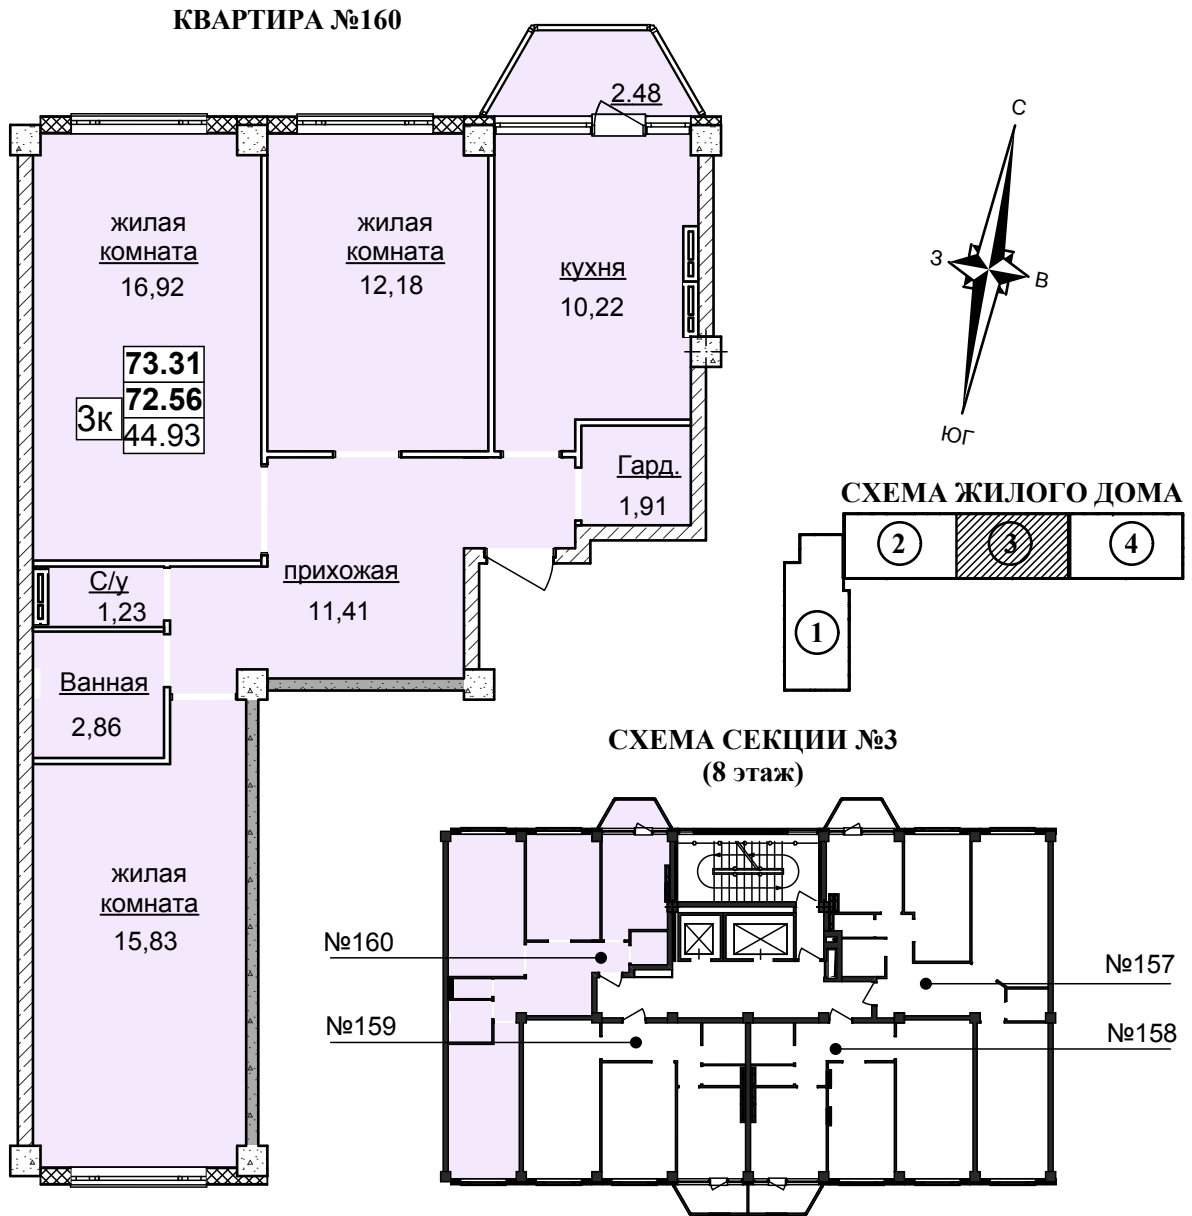 КВАРТИРА №160
2.48
жилая
комната
16,92
жилая
комната
12,18
кухня
10,22
3к
73.31
72.56
44.93
Гард.
1,91
прихожая
11,41
С/у
1,23
Ванная
2,86
жилая
комната
15,83
С
З
В
ЮГ
СХЕМА ЖИЛОГО ДОМА
2
3
4
1
СХЕМА СЕКЦИИ №3
(8 этаж)
№160
№157
№159
№158